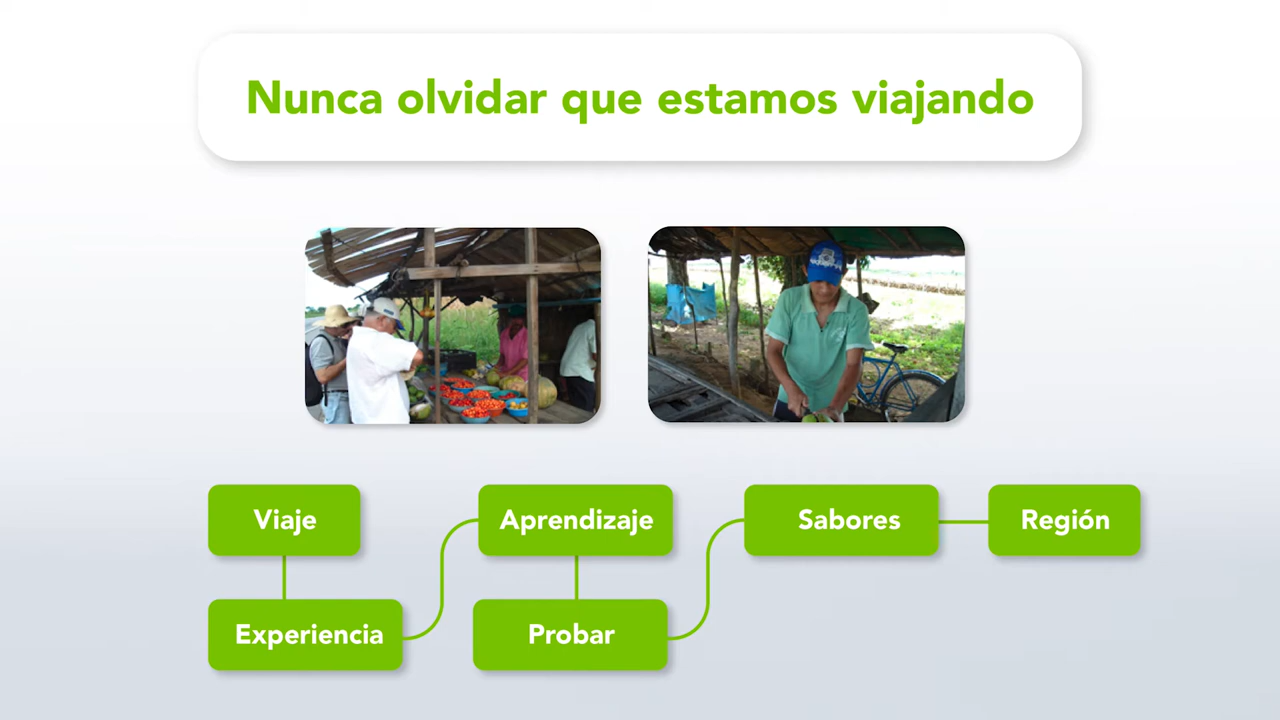 Nunca olvidar que estamos viajando
Viaje
Experiencia
Aprendizaje
Probar
Sabores
Región